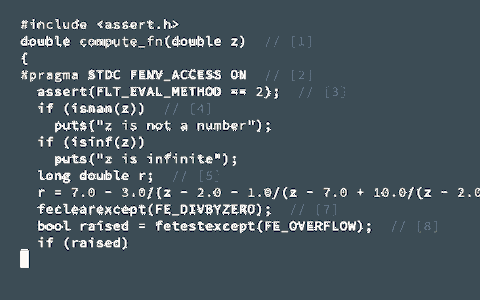 #include <assert.h>
double compute_fn(double z)  // [1]
{
#pragma STDC FENV_ACCESS ON  // [2]
  assert(FLT_EVAL_METHOD == 2);  // [3]
  if (isnan(z))  // [4]
    puts("z is not a number");
  if (isinf(z))
    puts("z is infinite");
  long double r;  // [5]
  r = 7.0 - 3.0/(z - 2.0 - 1.0/(z - 7.0 + 10.0/(z - 2.0
  feclearexcept(FE_DIVBYZERO);  // [7]
  bool raised = fetestexcept(FE_OVERFLOW);  // [8]
  if (raised)